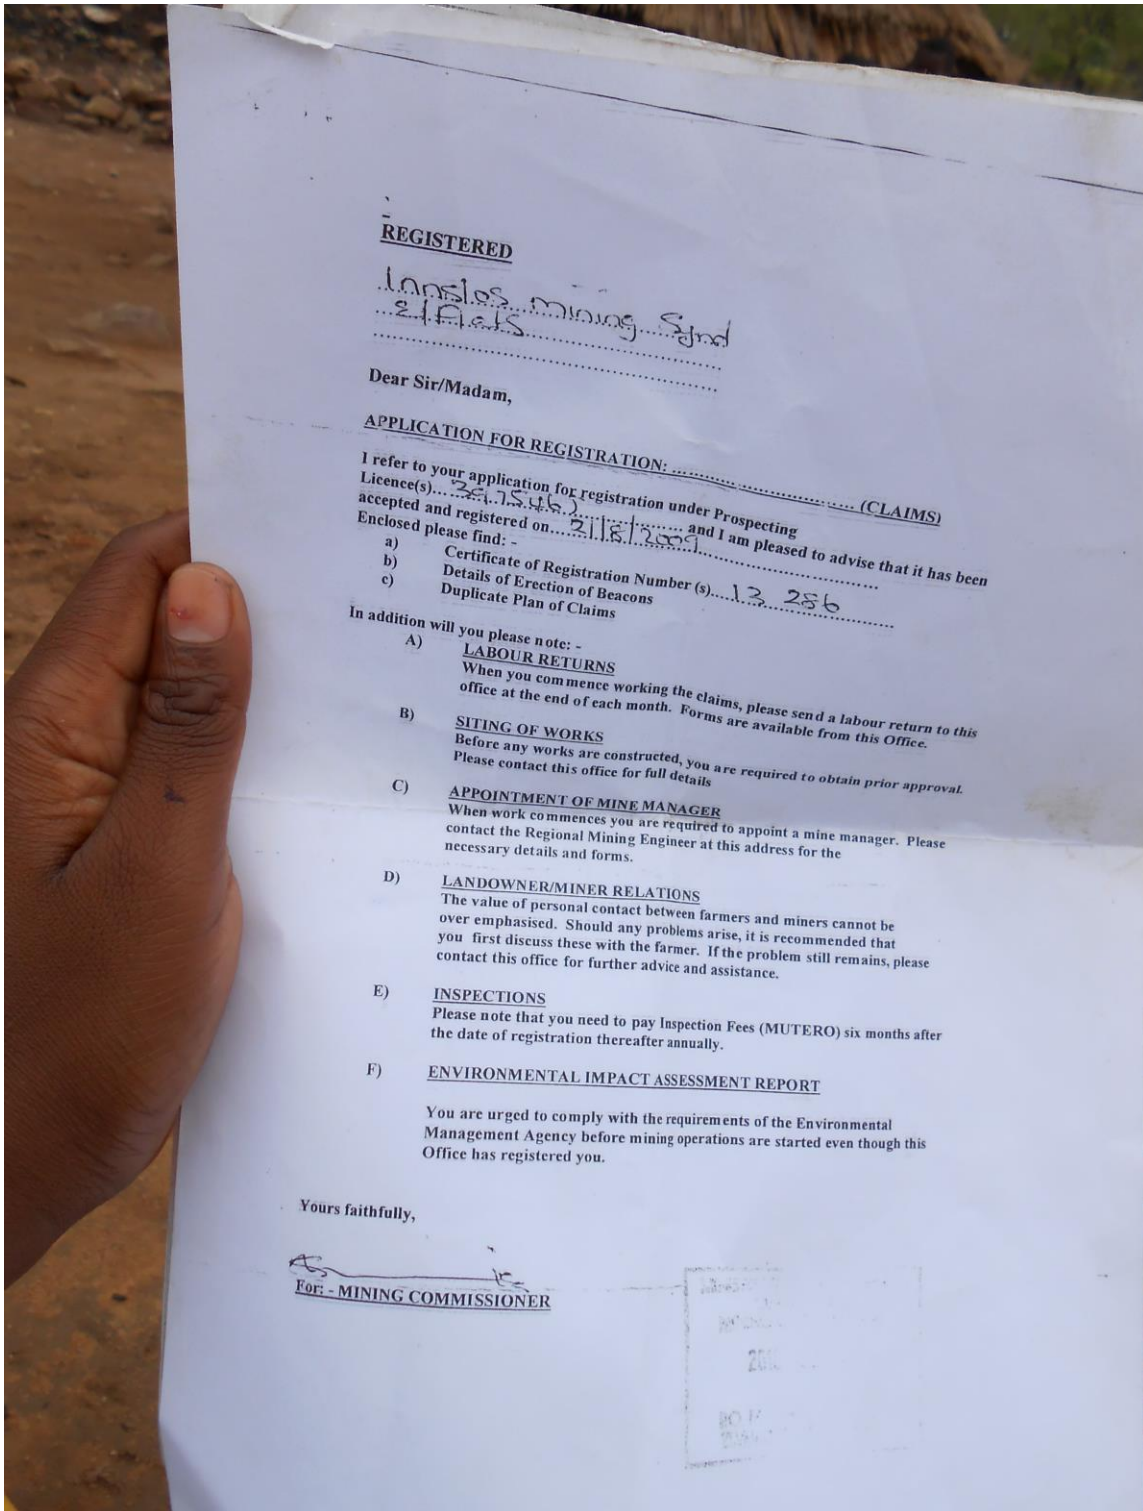 REGISTERED
Mining Synd
Dear Sir/Madam,
APPLICATION FOR REGISTRATION: ........................................ (CLAIMS)
I refer to your application for registration under Prospecting
Licence(s)... and I am pleased to advise that it has been
accepted and registered on... 21/8/2009
Enclosed please find: -
a) Certificate of Registration Number (s).... 13 286
b) Details of Erection of Beacons
c) Duplicate Plan of Claims
In addition will you please note: -
A) LABOUR RETURNS
When you commence working the claims, please send a labour return to this
office at the end of each month. Forms are available from this Office.
B) SITING OF WORKS
Before any works are constructed, you are required to obtain prior approval.
Please contact this office for full details
C) APPOINTMENT OF MINE MANAGER
When work commences you are required to appoint a mine manager. Please
contact the Regional Mining Engineer at this address for the
necessary details and forms.
D) LANDOWNER/MINER RELATIONS
The value of personal contact between farmers and miners cannot be
over emphasised. Should any problems arise, it is recommended that
you first discuss these with the farmer. If the problem still remains, please
contact this office for further advice and assistance.
E) INSPECTIONS
Please note that you need to pay Inspection Fees (MUTERO) six months after
the date of registration thereafter annually.
F) ENVIRONMENTAL IMPACT ASSESSMENT REPORT
You are urged to comply with the requirements of the Environmental
Management Agency before mining operations are started even though this
Office has registered you.
Yours faithfully,
For: - MINING COMMISSIONER